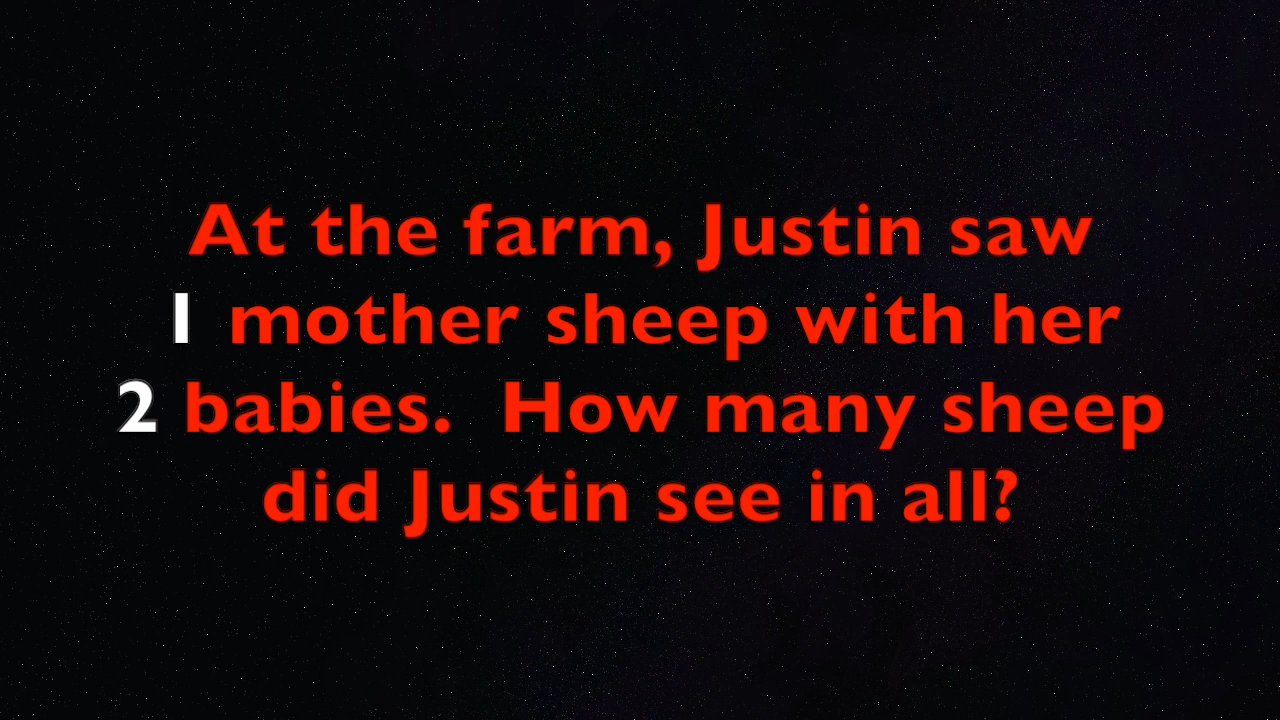 At the farm, Justin saw
1 mother sheep with her
2 babies.  How many sheep
did Justin see in all?